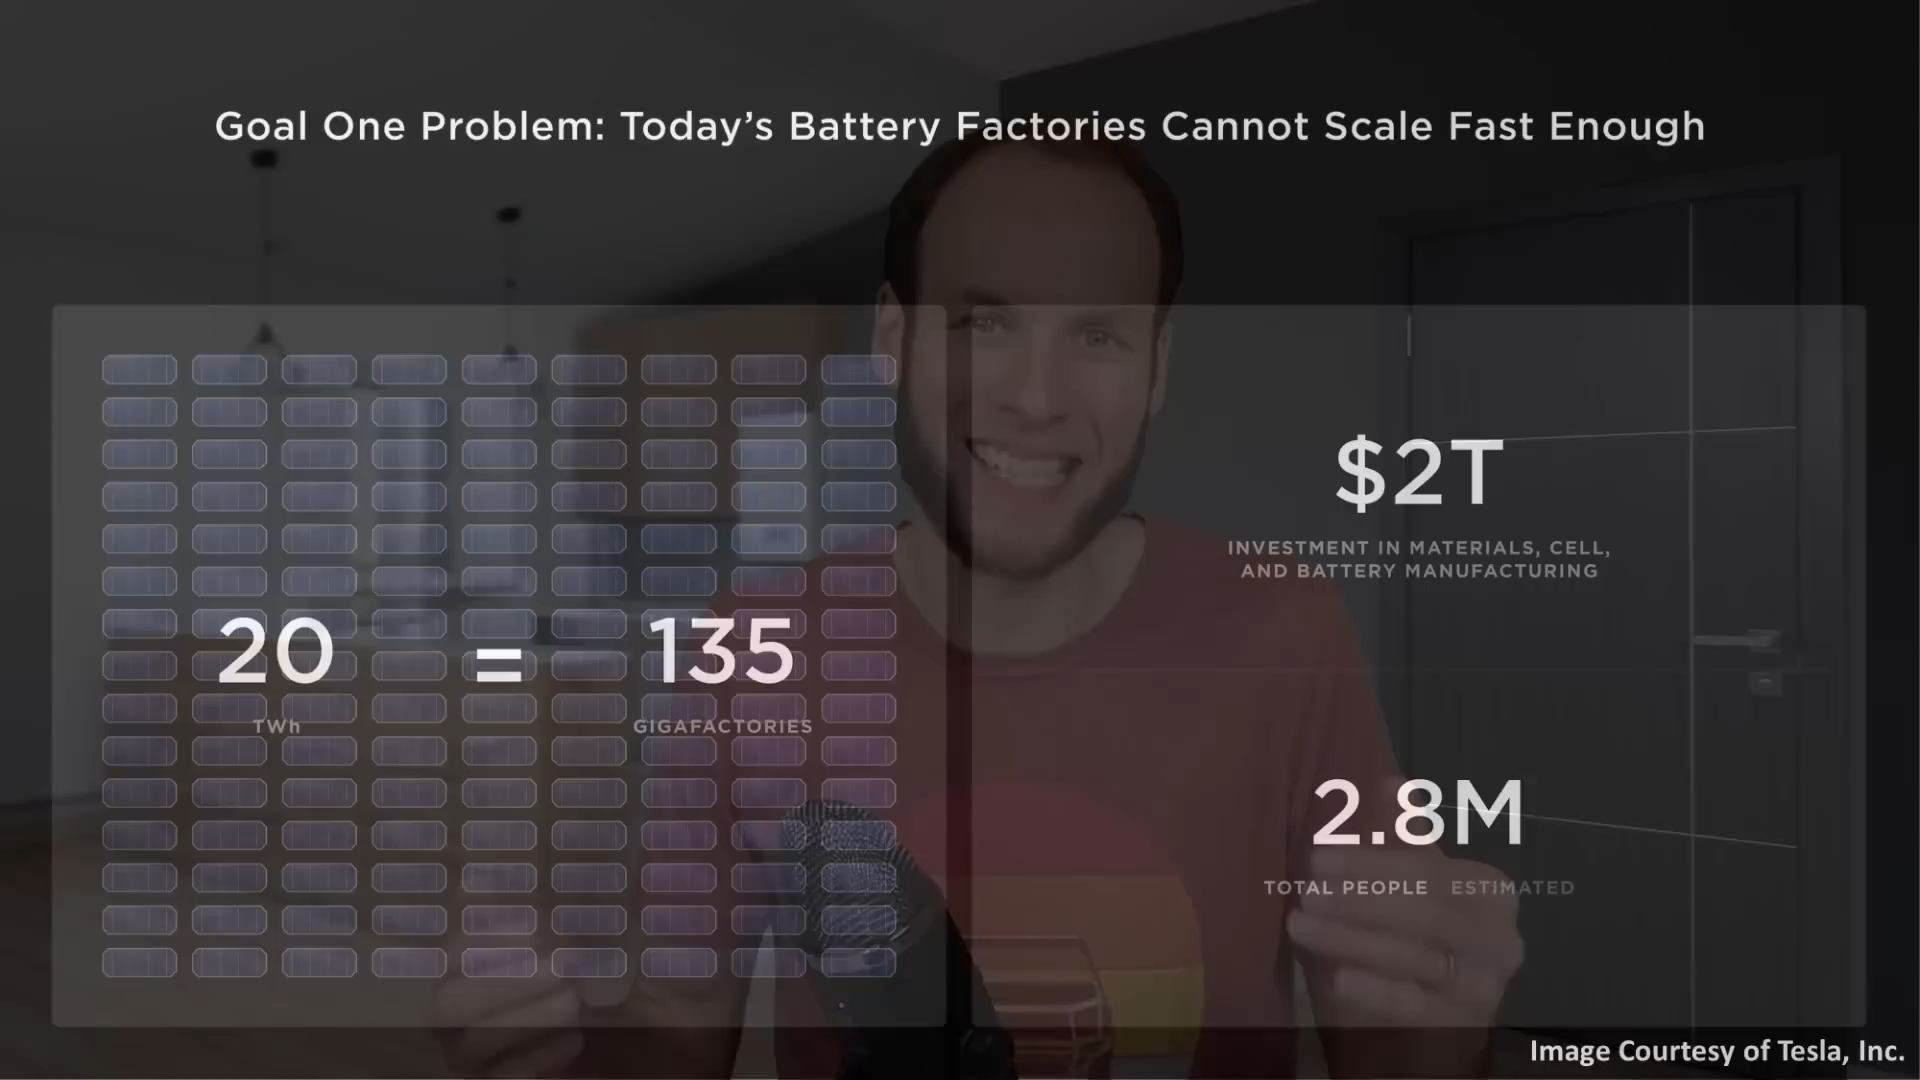 Goal One Problem: Today's Battery Factories Cannot Scale Fast Enough
20 = 135
TWh GIGAFACTORIES
$2T
INVESTMENT IN MATERIALS, CELL,
AND BATTERY MANUFACTURING
2.8M
TOTAL PEOPLE ESTIMATED
Image Courtesy of Tesla, Inc.